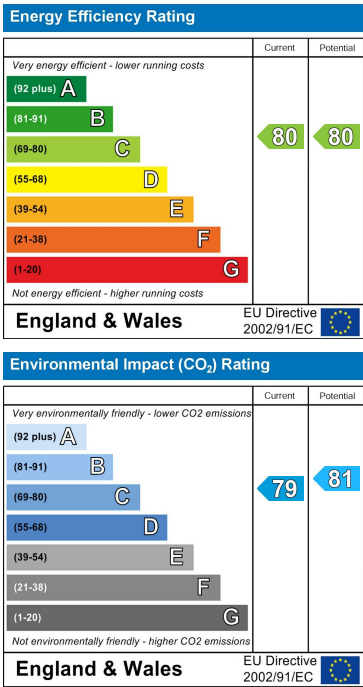 Energy Efficiency Rating
Current Potential
Very energy efficient - lower running costs
(92 plus) A
(81-91) B
(69-80) C
(55-68) D
(39-54) E
(21-38) F
(1-20) G
80 80
Not energy efficient - higher running costs
England & Wales
EU Directive
2002/91/EC
Environmental Impact (CO₂) Rating
Current Potential
Very environmentally friendly - lower CO2 emissions
(92 plus) A
(81-91) B
(69-80) C
(55-68) D
(39-54) E
(21-38) F
(1-20) G
79 81
Not environmentally friendly - higher CO2 emissions
England & Wales
EU Directive
2002/91/EC